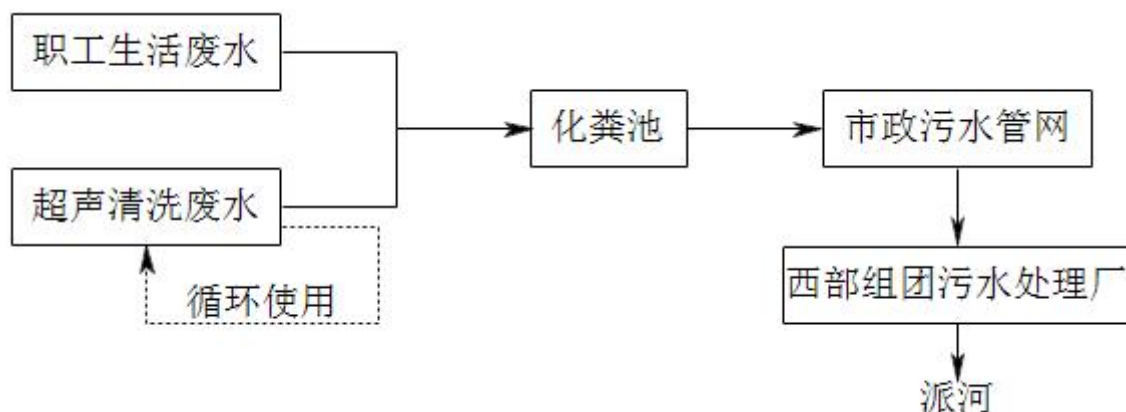 职工生活废水
化粪池
市政污水管网
超声清洗废水
循环使用
西部组团污水处理厂
派河